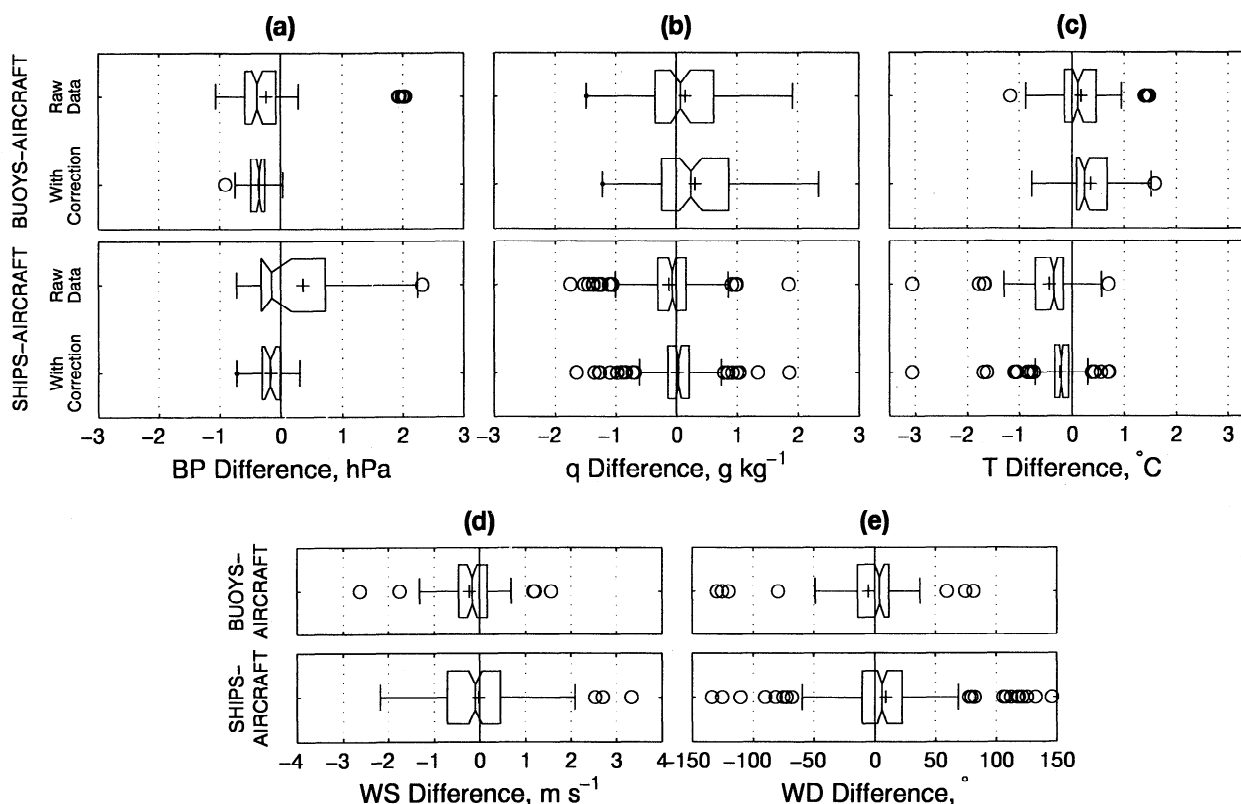 (a) (b) (c)
BUOYS-AIRCRAFT
Raw Data
With Correction
SHIPS-AIRCRAFT
Raw Data
With Correction
−3 −2 −1 0 1 2 3
−3 −2 −1 0 1 2 3
−3 −2 −1 0 1 2 3
BP Difference, hPa
q Difference, g kg⁻¹
T Difference, °C
(d) (e)
BUOYS-
AIRCRAFT
SHIPS-
AIRCRAFT
−4 −3 −2 −1 0 1 2 3 4
−150 −100 −50 0 50 100 150
WS Difference, m s⁻¹
WD Difference, °